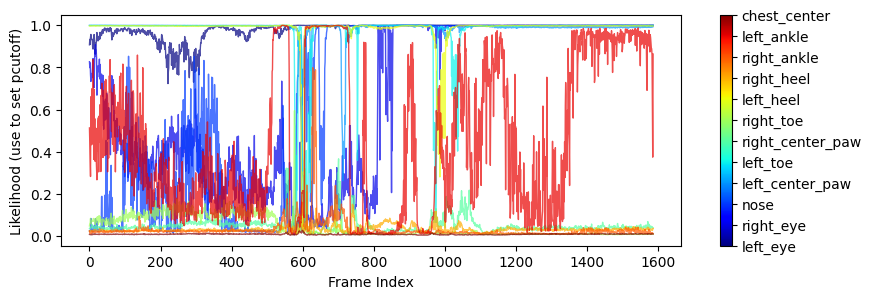 Likelihood (use to set pcutoff)
1.0
0.8
0.6
0.4
0.2
0.0
0 200 400 600 800 1000 1200 1400 1600
Frame Index
chest_center
left_ankle
right_ankle
right_heel
left_heel
right_toe
right_center_paw
left_toe
left_center_paw
nose
right_eye
left_eye